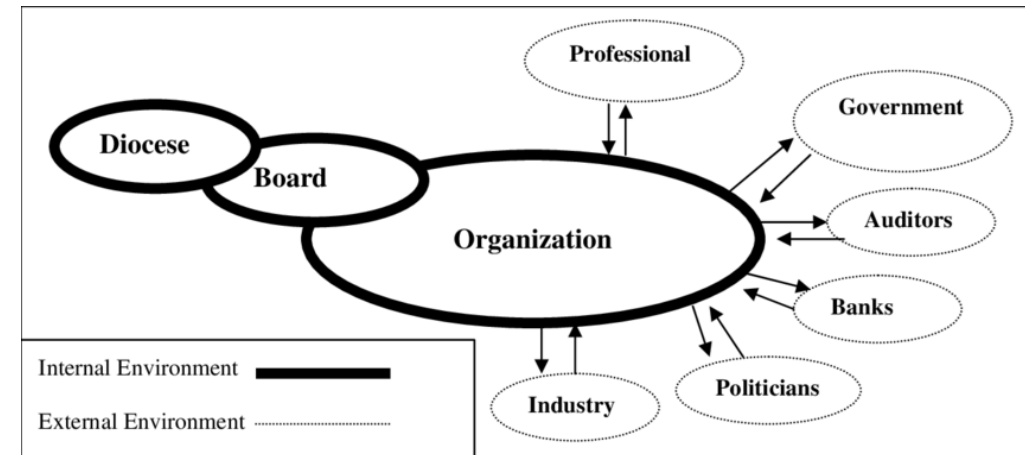 Professional
Government
Diocese
Board
Auditors
Organization
Banks
Internal Environment
Politicians
Industry
External Environment